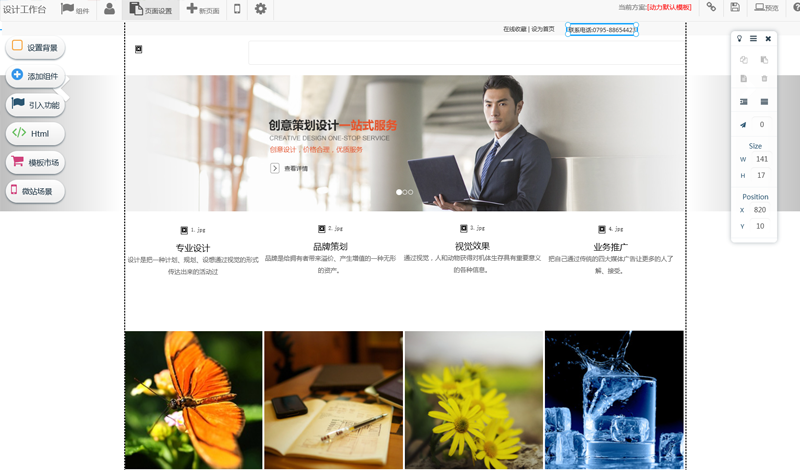 设计工作台 组件 页面设置 新页面 当前方案:[动力默认模板] 预览
在线收藏 | 设为首页 联系电话:0795-8865442
设置背景
添加组件
引入功能
Html
模板市场
微站场景
创意策划设计一站式服务
CREATIVE DESIGN ONE-STOP SERVICE
创意设计，价格合理，优质服务
查看详情
0
Size
W 141
H 17
Position
X 820
Y 10
1. jpg 2. jpg 3. jpg 4. jpg
专业设计 品牌策划 视觉效果 业务推广
设计是把一种计划、规划、设想通过视觉的形式
传达出来的活动过
品牌是给拥有者带来溢价、产生增值的一种无形
的资产。
通过视觉，人和动物获得对机体生存具有重要意义
的各种信息。
把自己通过传统的四大媒体广告让更多的人了
解、接受。